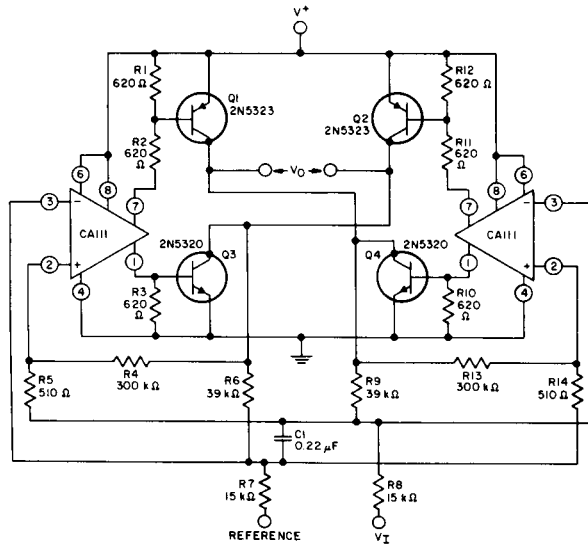 V+
R1
620 Ω
R12
620 Ω
Q1
2N5323
Q2
2N5323
R2
620
Ω
R11
620
Ω
VO
6
8
7
3
−
CA111
2
+
1
4
6
8
7
3
−
CA111
2
+
1
4
2N5320
Q3
2N5320
Q4
R3
620
Ω
R10
620
Ω
R4
300 kΩ
R5
510 Ω
R6
39 kΩ
R9
39 kΩ
R13
300 kΩ
R14
510 Ω
C1
0.22 μF
R7
15 kΩ
R8
15 kΩ
REFERENCE
VI